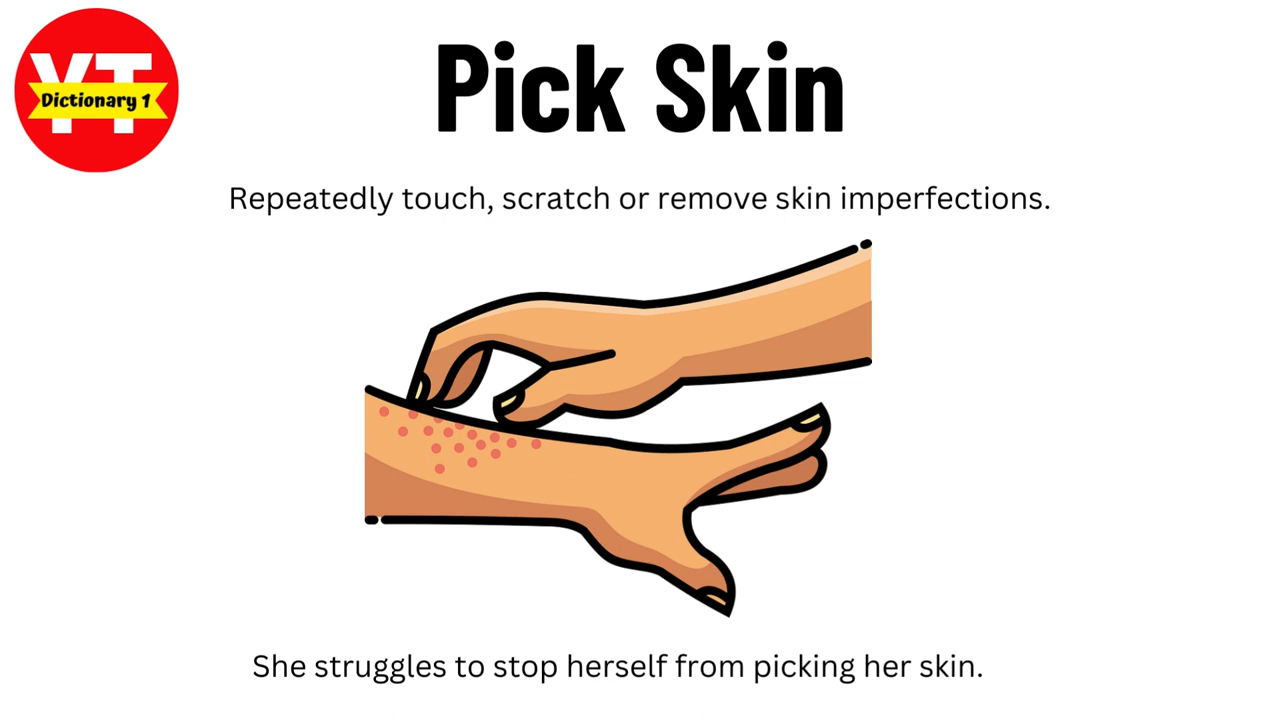 YT
Dictionary 1
Pick Skin
Repeatedly touch, scratch or remove skin imperfections.
She struggles to stop herself from picking her skin.